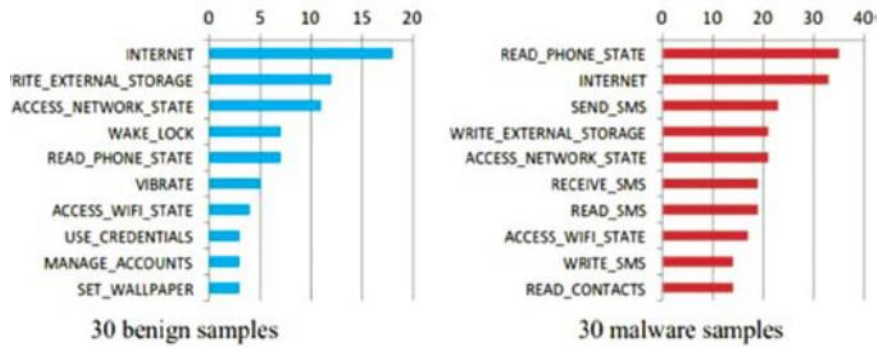 0 5 10 15 20
INTERNET
WRITE_EXTERNAL_STORAGE
ACCESS_NETWORK_STATE
WAKE_LOCK
READ_PHONE_STATE
VIBRATE
ACCESS_WIFI_STATE
USE_CREDENTIALS
MANAGE_ACCOUNTS
SET_WALLPAPER
30 benign samples
0 10 20 30 40
READ_PHONE_STATE
INTERNET
SEND_SMS
WRITE_EXTERNAL_STORAGE
ACCESS_NETWORK_STATE
RECEIVE_SMS
READ_SMS
ACCESS_WIFI_STATE
WRITE_SMS
READ_CONTACTS
30 malware samples